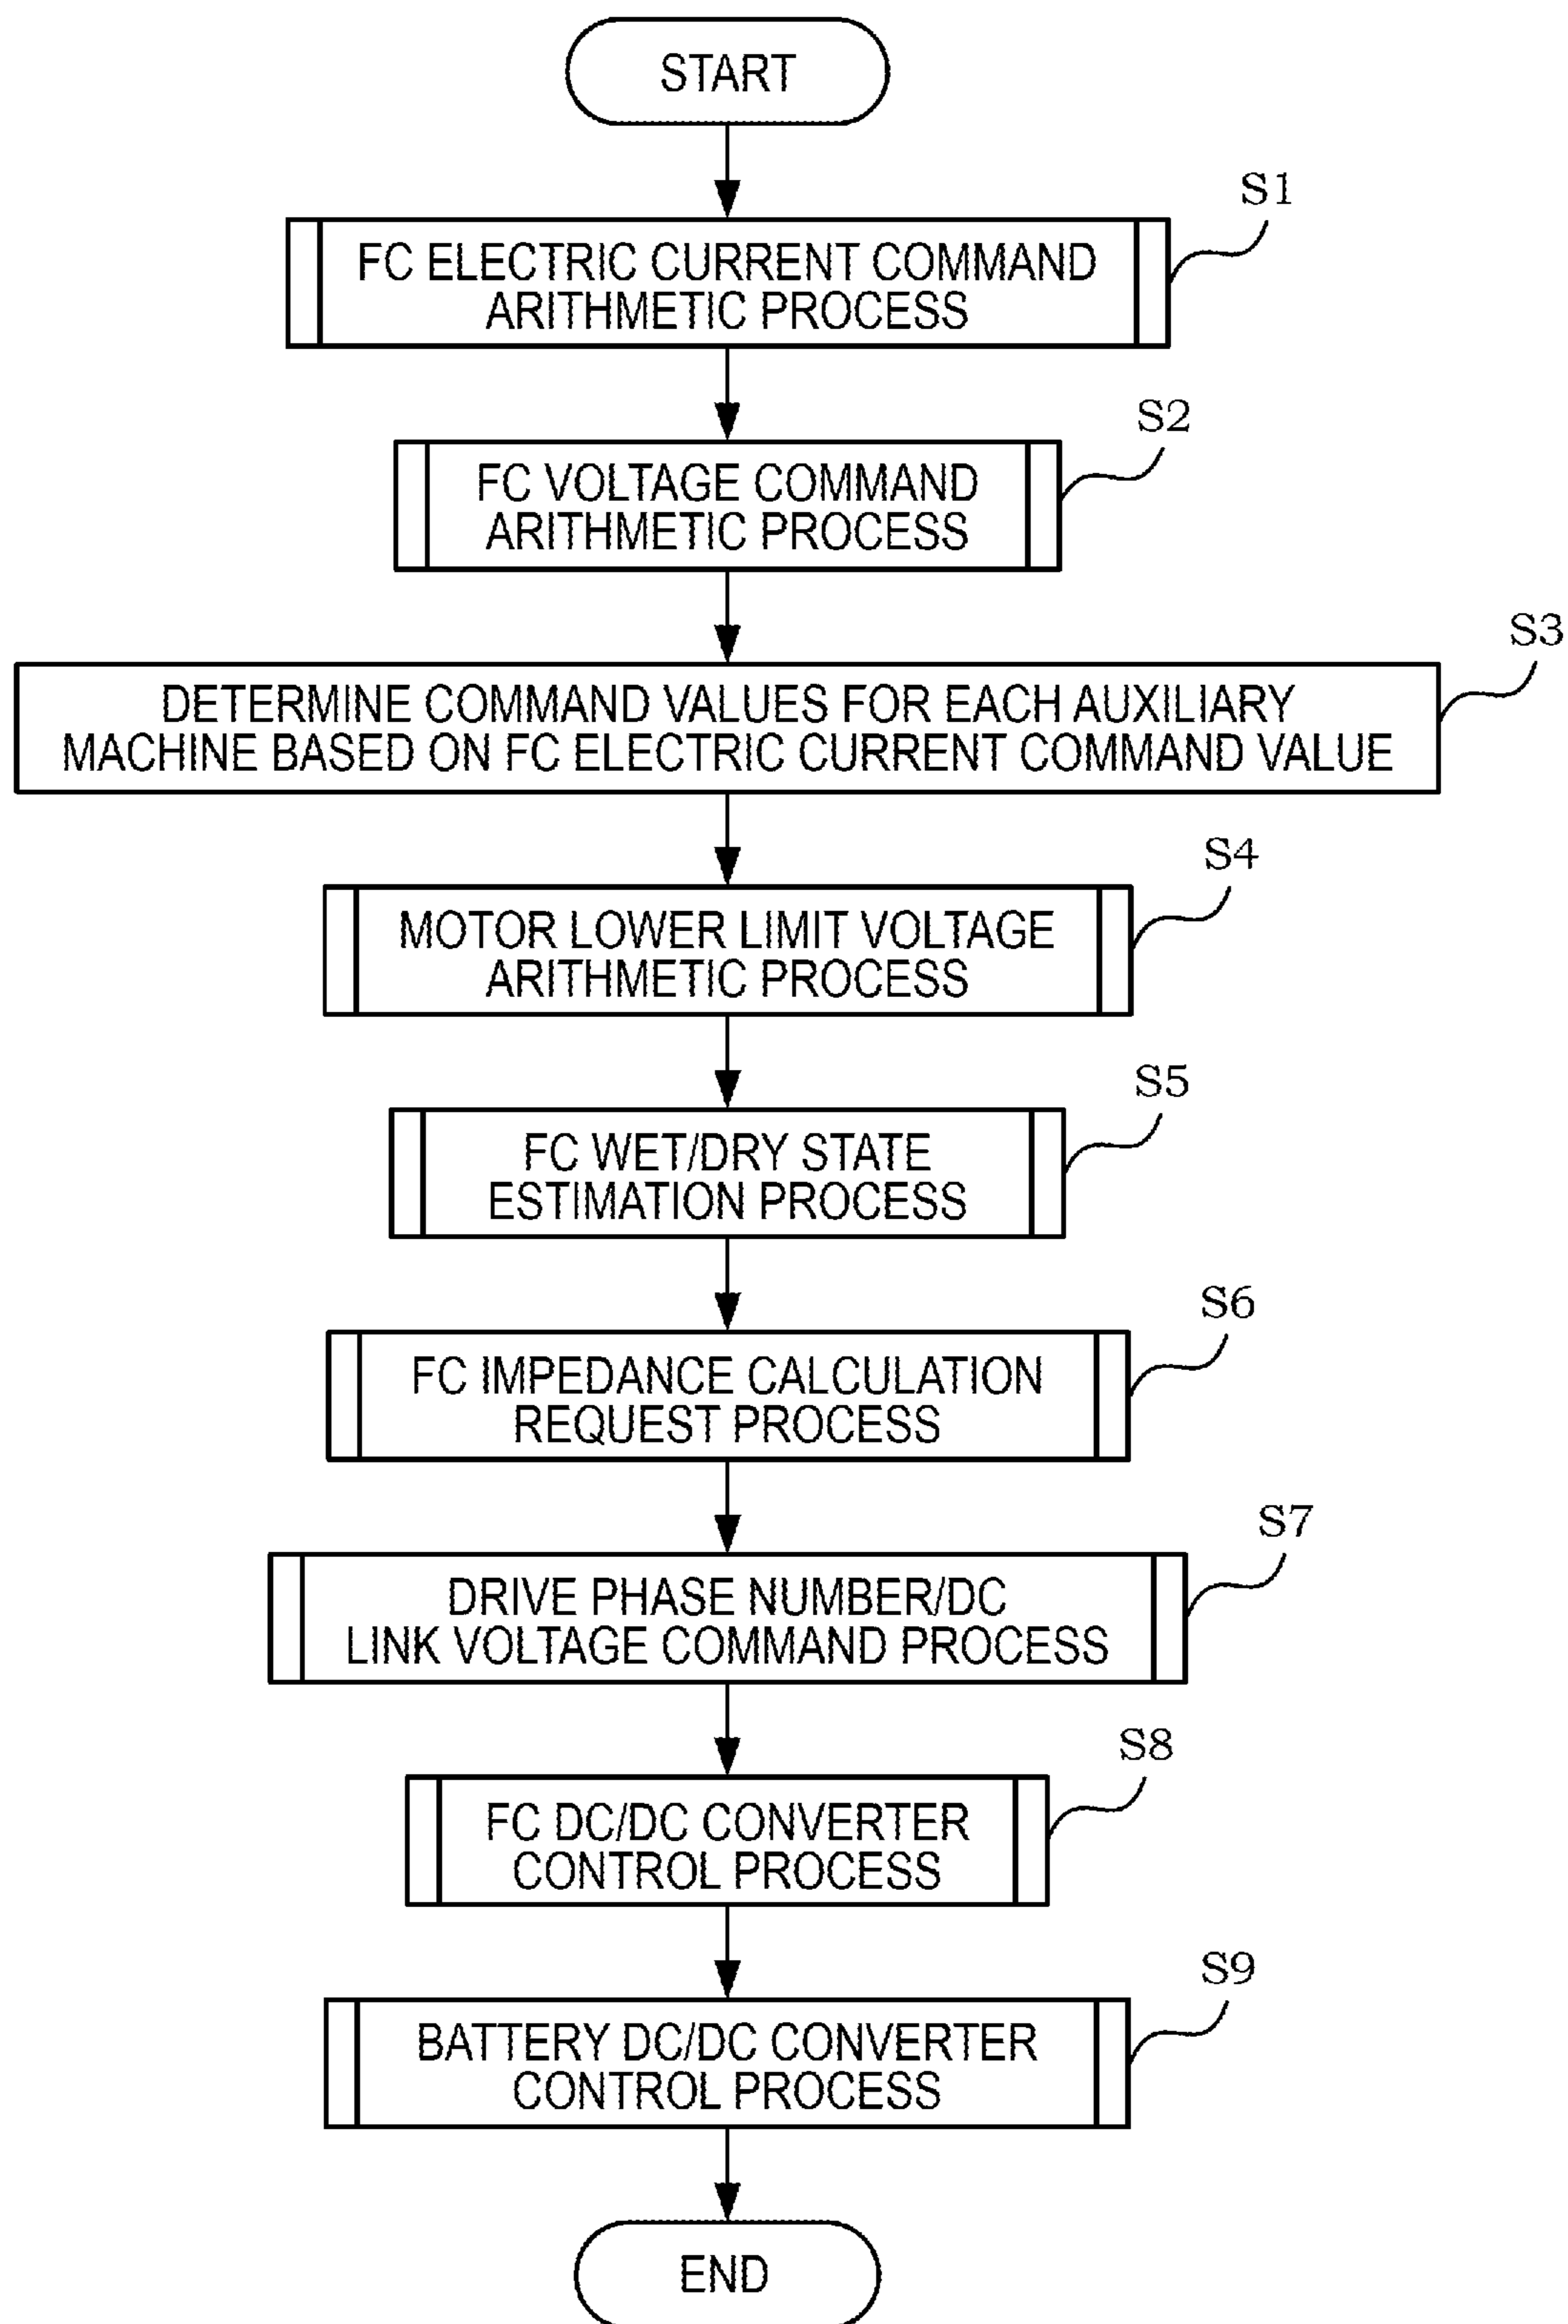 START
S1
FC ELECTRIC CURRENT COMMAND
ARITHMETIC PROCESS
S2
FC VOLTAGE COMMAND
ARITHMETIC PROCESS
S3
DETERMINE COMMAND VALUES FOR EACH AUXILIARY
MACHINE BASED ON FC ELECTRIC CURRENT COMMAND VALUE
S4
MOTOR LOWER LIMIT VOLTAGE
ARITHMETIC PROCESS
S5
FC WET/DRY STATE
ESTIMATION PROCESS
S6
FC IMPEDANCE CALCULATION
REQUEST PROCESS
S7
DRIVE PHASE NUMBER/DC
LINK VOLTAGE COMMAND PROCESS
S8
FC DC/DC CONVERTER
CONTROL PROCESS
S9
BATTERY DC/DC CONVERTER
CONTROL PROCESS
END